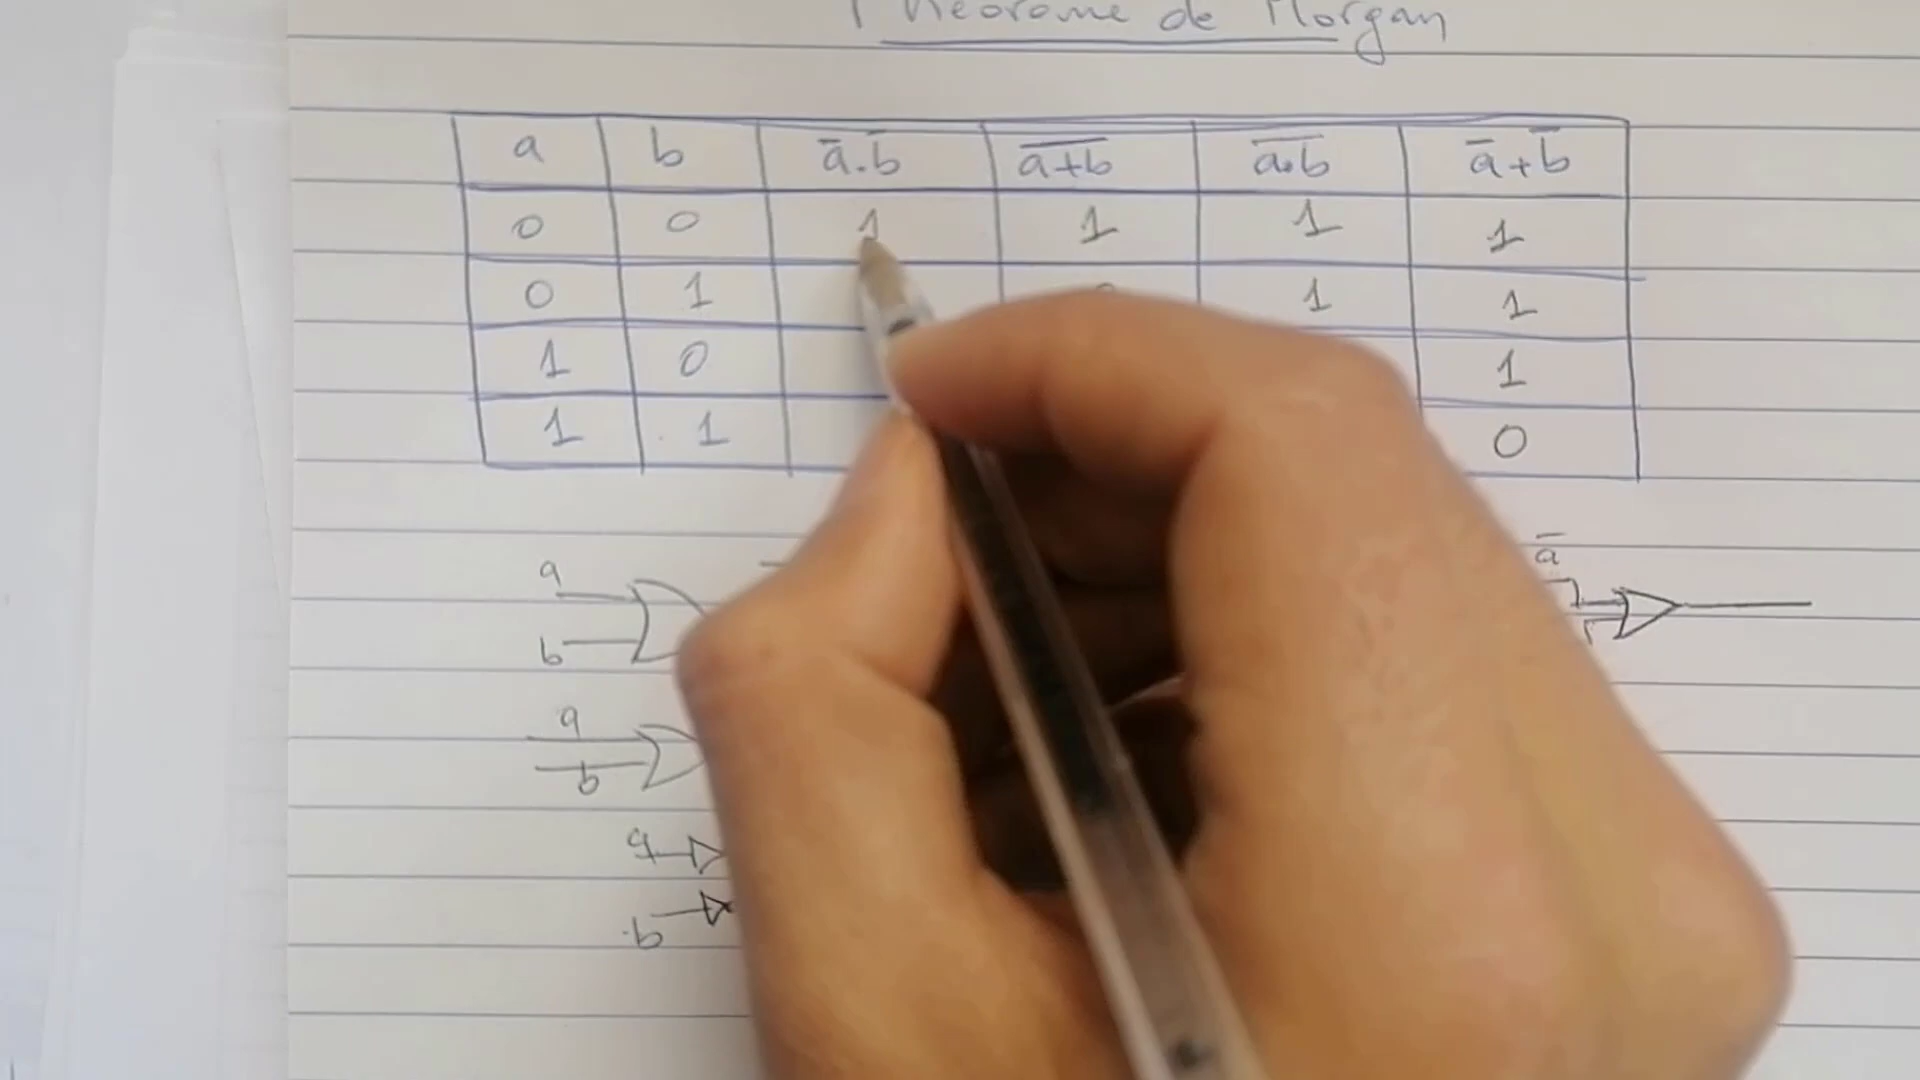 Théorème de Morgan
a b a̅.b̅ a̅+̅b̅ a̅.̅b̅ a̅+b̅
0 0 1 1 1 1
0 1 1 1
1 0 1
1 1 0
a
b
a̅
a
b
a
b